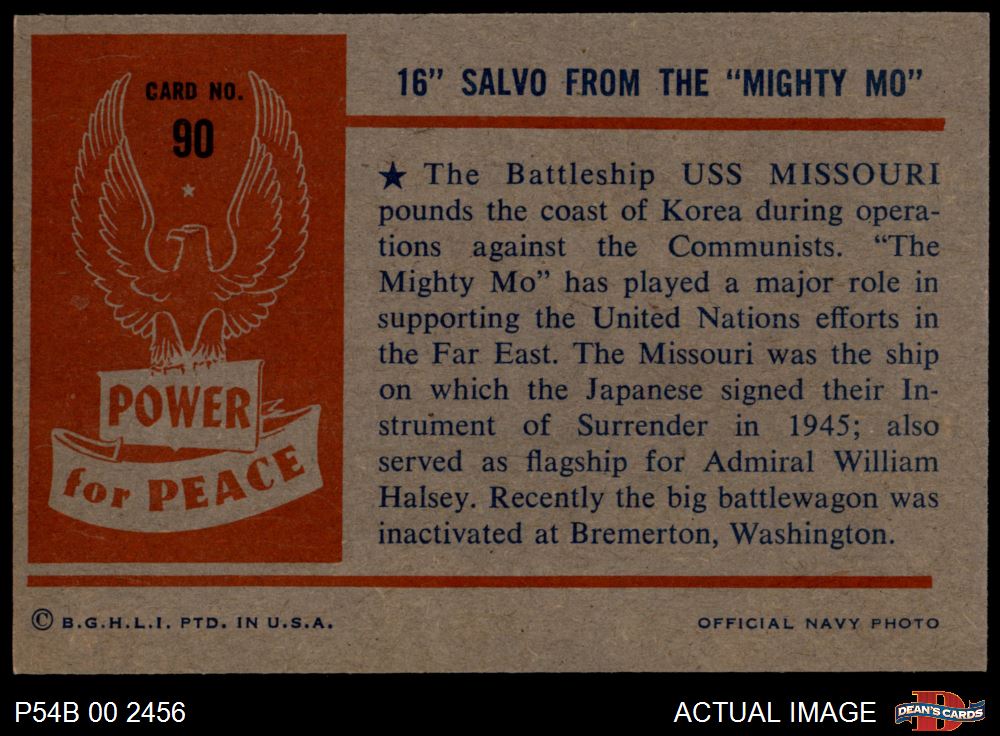 CARD NO.
90
POWER
for PEACE
16” SALVO FROM THE “MIGHTY MO”
★ The Battleship USS MISSOURI
pounds the coast of Korea during opera-
tions against the Communists. “The
Mighty Mo” has played a major role in
supporting the United Nations efforts in
the Far East. The Missouri was the ship
on which the Japanese signed their In-
strument of Surrender in 1945; also
served as flagship for Admiral William
Halsey. Recently the big battlewagon was
inactivated at Bremerton, Washington.
© B.G.H.L.I. PTD. IN U.S.A.
OFFICIAL NAVY PHOTO
P54B 00 2456
ACTUAL IMAGE
D
DEAN'S CARDS